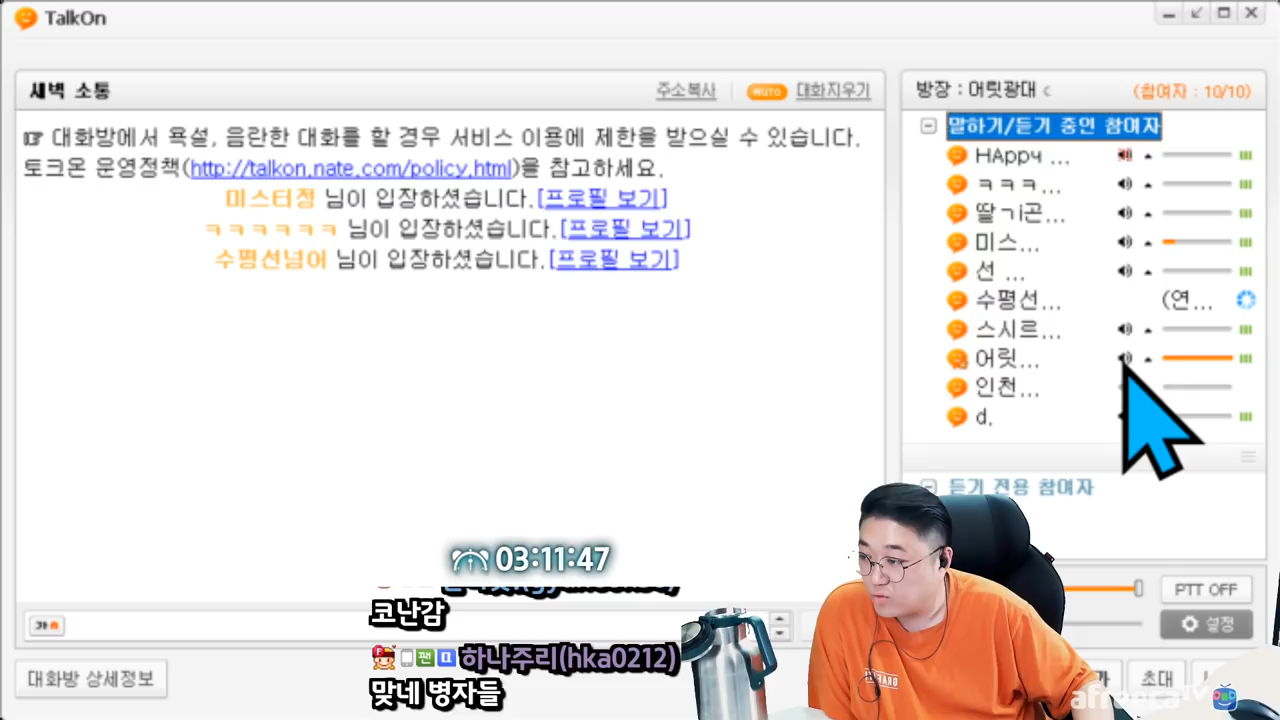 TalkOn
새벽 소통
주소복사
AUTO
대화지우기
☞ 대화방에서 욕설, 음란한 대화를 할 경우 서비스 이용에 제한을 받으실 수 있습니다.
토크온 운영정책(http://talkon.nate.com/policy.html)을 참고하세요.
미스터정 님이 입장하셨습니다.[프로필 보기]
ㅋㅋㅋㅋㅋㅋ 님이 입장하셨습니다.[프로필 보기]
수평선넘어 님이 입장하셨습니다.[프로필 보기]
방장 : 어릿광대 ☾
(참여자 : 10/10)
말하기/듣기 중인 참여자
HAppy ...
ㅋㅋㅋ...
딸ㄱi곤...
미스...
선 ...
수평선... (연...
스시르...
어릿...
인천...
d.
듣기 전용 참여자
PTT OFF
설정
초대
03:11:47
코난감
팬
하나주리(hka0212)
맞네 병자들
가
대화방 상세정보
GRAF